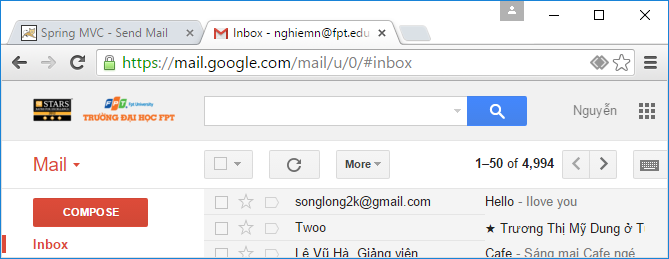 Spring MVC - Send Mail
Inbox - nghiemn@fpt.edu
https://mail.google.com/mail/u/0/#inbox
STARS
FPT Fpt University
TRƯỜNG ĐẠI HỌC FPT
Nguyễn
Mail
More
1–50 of 4,994
COMPOSE
songlong2k@gmail.com Hello - Ilove you
Twoo ★ Trương Thị Mỹ Dung ở
Inbox
Lê Vũ Hà Giảng viên Cafe - Sáng mai Cafe ngé